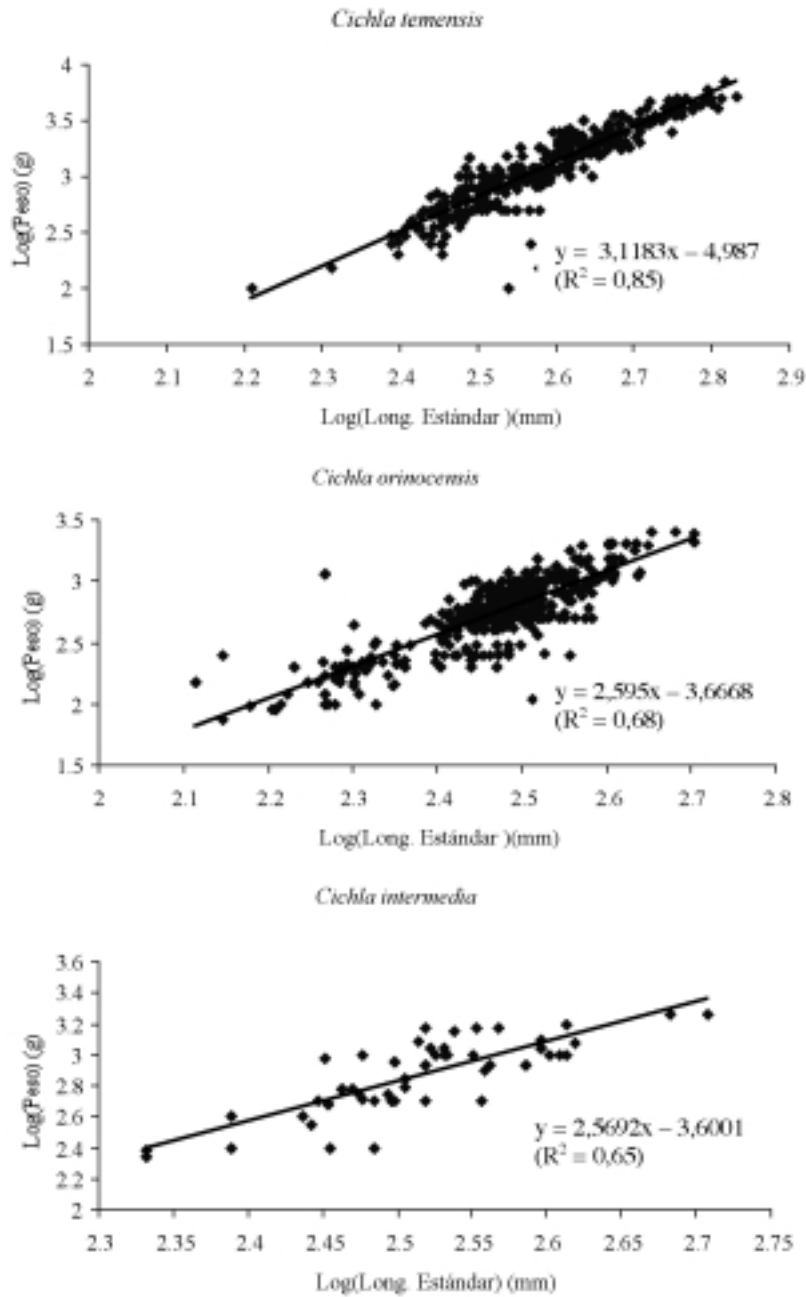 Cichla temensis
Log(Peso) (g)
4
3.5
3
2.5
2
1.5
y = 3,1183x – 4,987
(R² = 0,85)
2 2.1 2.2 2.3 2.4 2.5 2.6 2.7 2.8 2.9
Log(Long. Estándar )(mm)
Cichla orinocensis
Log(Peso) (g)
3.5
3
2.5
2
1.5
y = 2,595x – 3,6668
(R² = 0,68)
2 2.1 2.2 2.3 2.4 2.5 2.6 2.7 2.8
Log(Long. Estándar )(mm)
Cichla intermedia
Log(Peso) (g)
3.6
3.4
3.2
3
2.8
2.6
2.4
2.2
2
y = 2,5692x – 3,6001
(R² = 0,65)
2.3 2.35 2.4 2.45 2.5 2.55 2.6 2.65 2.7 2.75
Log(Long. Estándar) (mm)